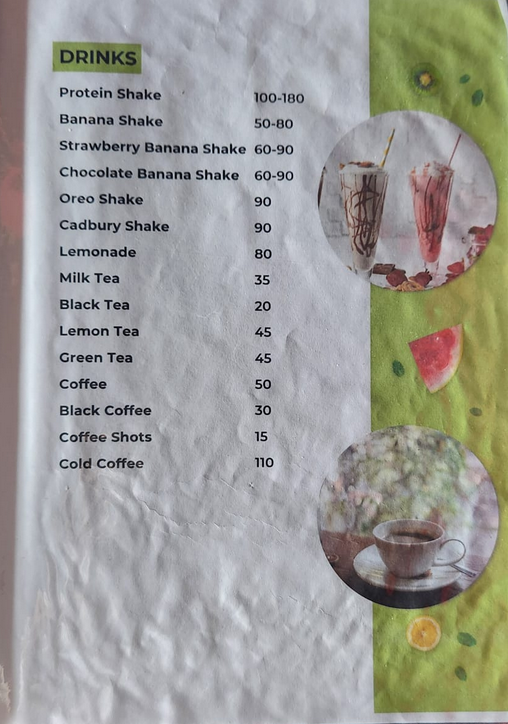 DRINKS
Protein Shake 100-180
Banana Shake 50-80
Strawberry Banana Shake 60-90
Chocolate Banana Shake 60-90
Oreo Shake 90
Cadbury Shake 90
Lemonade 80
Milk Tea 35
Black Tea 20
Lemon Tea 45
Green Tea 45
Coffee 50
Black Coffee 30
Coffee Shots 15
Cold Coffee 110